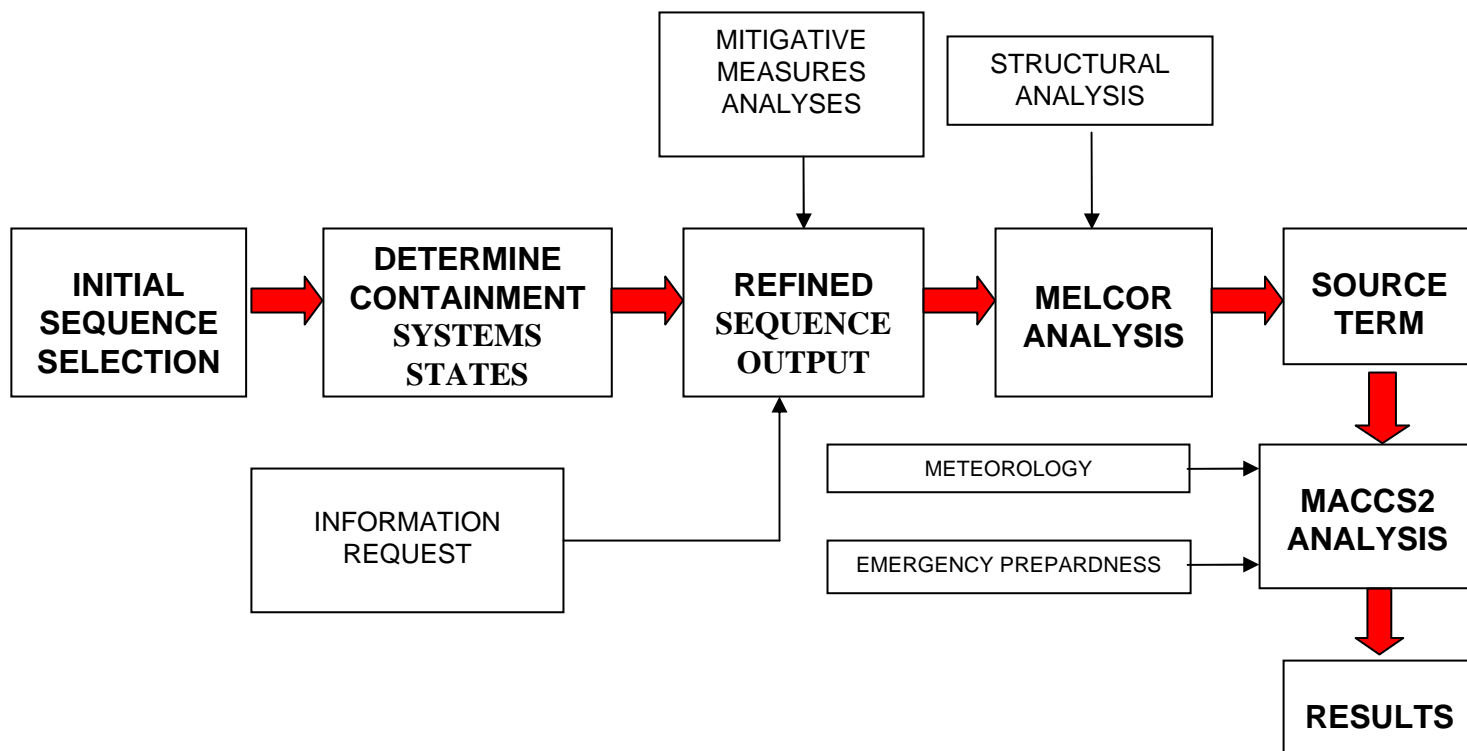 MITIGATIVE
MEASURES
ANALYSES
STRUCTURAL
ANALYSIS
INITIAL
SEQUENCE
SELECTION
DETERMINE
CONTAINMENT
SYSTEMS
STATES
REFINED
SEQUENCE
OUTPUT
MELCOR
ANALYSIS
SOURCE
TERM
INFORMATION
REQUEST
METEOROLOGY
EMERGENCY PREPARDNESS
MACCS2
ANALYSIS
RESULTS